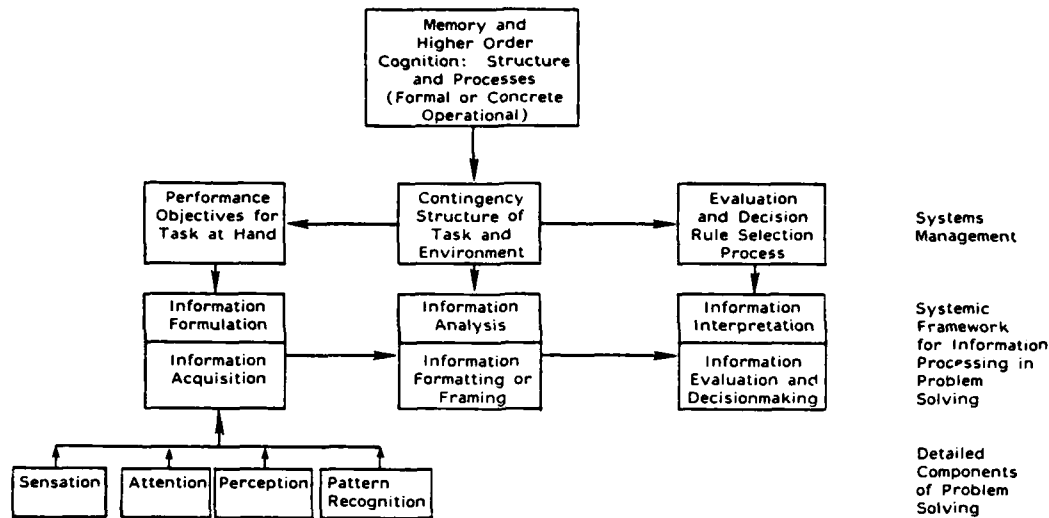 Memory and
Higher Order
Cognition: Structure
and Processes
(Formal or Concrete
Operational)
Performance
Objectives for
Task at Hand
Contingency
Structure of
Task and
Environment
Evaluation
and Decision
Rule Selection
Process
Systems
Management
Information
Formulation
Information
Acquisition
Information
Analysis
Information
Formatting or
Framing
Information
Interpretation
Information
Evaluation and
Decisionmaking
Systemic
Framework
for Information
Processing in
Problem
Solving
Sensation
Attention
Perception
Pattern
Recognition
Detailed
Components
of Problem
Solving